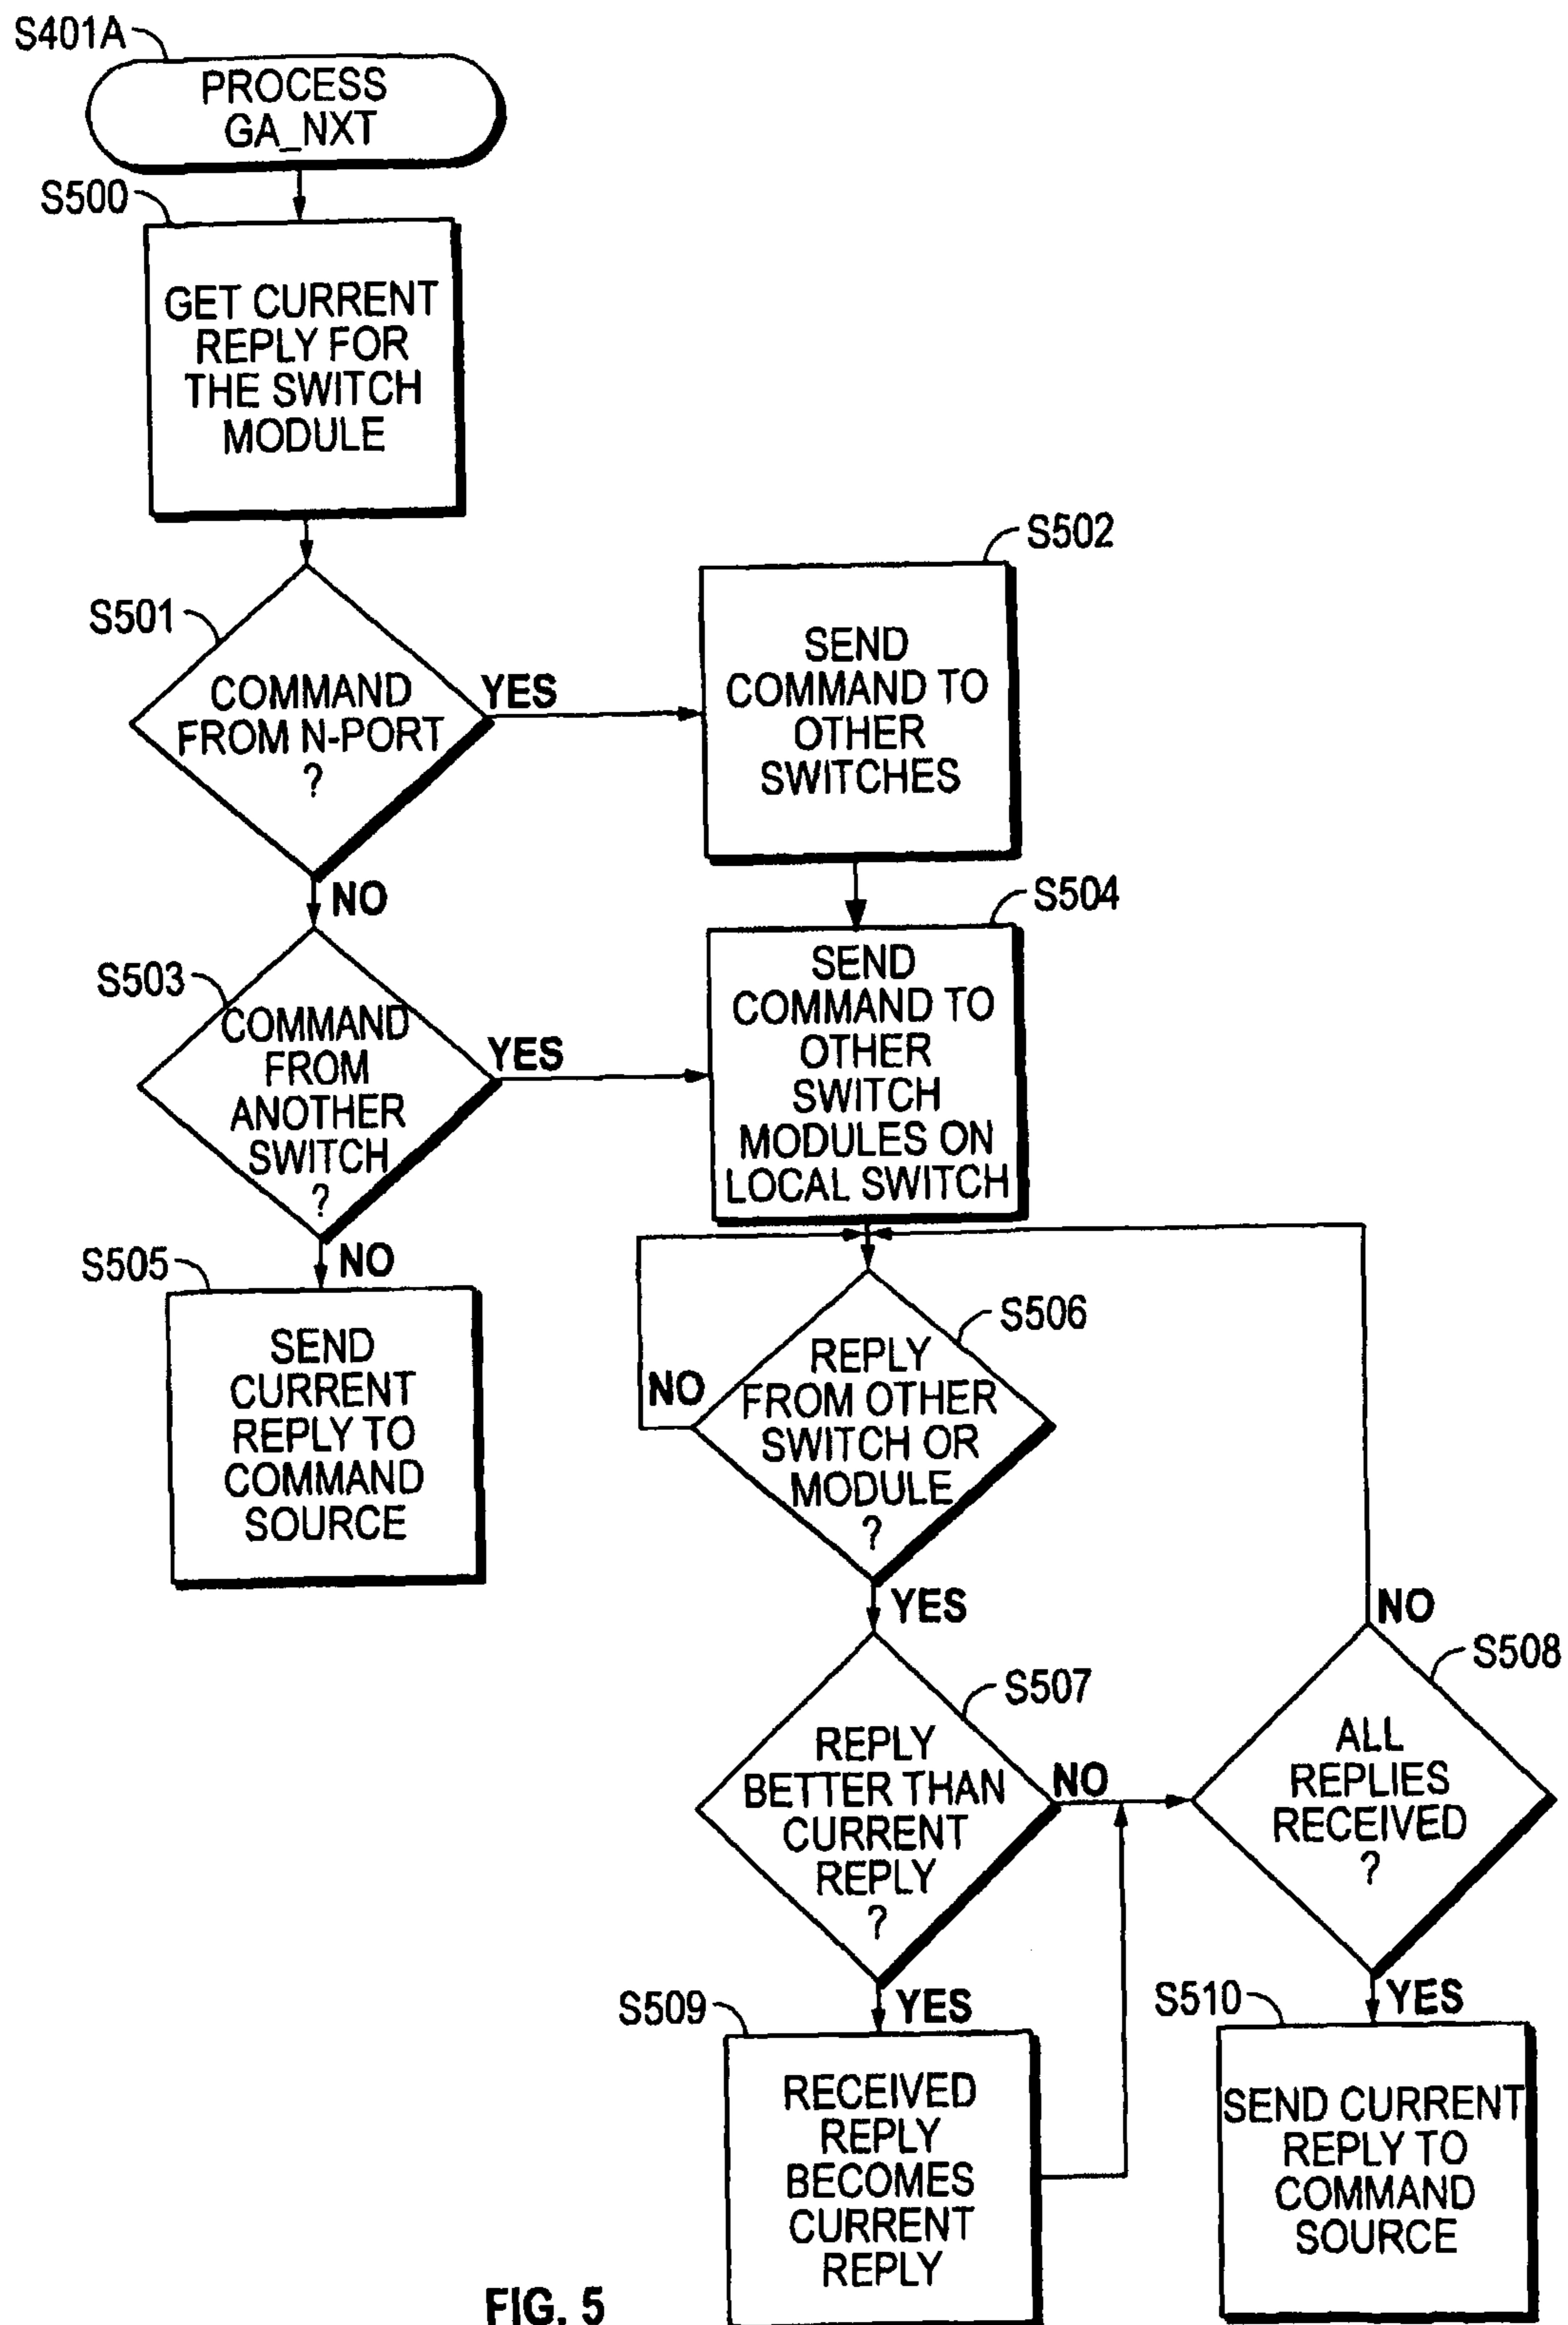 S401A
PROCESS
GA_NXT
S500
GET CURRENT
REPLY FOR
THE SWITCH
MODULE
S501
COMMAND
FROM N-PORT
?
YES
NO
S502
SEND
COMMAND TO
OTHER
SWITCHES
S503
COMMAND
FROM
ANOTHER
SWITCH
?
YES
NO
S504
SEND
COMMAND TO
OTHER
SWITCH
MODULES ON
LOCAL SWITCH
S505
SEND
CURRENT
REPLY TO
COMMAND
SOURCE
S506
REPLY
FROM OTHER
SWITCH OR
MODULE
?
NO
YES
S507
REPLY
BETTER THAN
CURRENT
REPLY
?
NO
YES
S508
ALL
REPLIES
RECEIVED
?
NO
YES
S509
RECEIVED
REPLY
BECOMES
CURRENT
REPLY
S510
SEND CURRENT
REPLY TO
COMMAND
SOURCE
FIG. 5